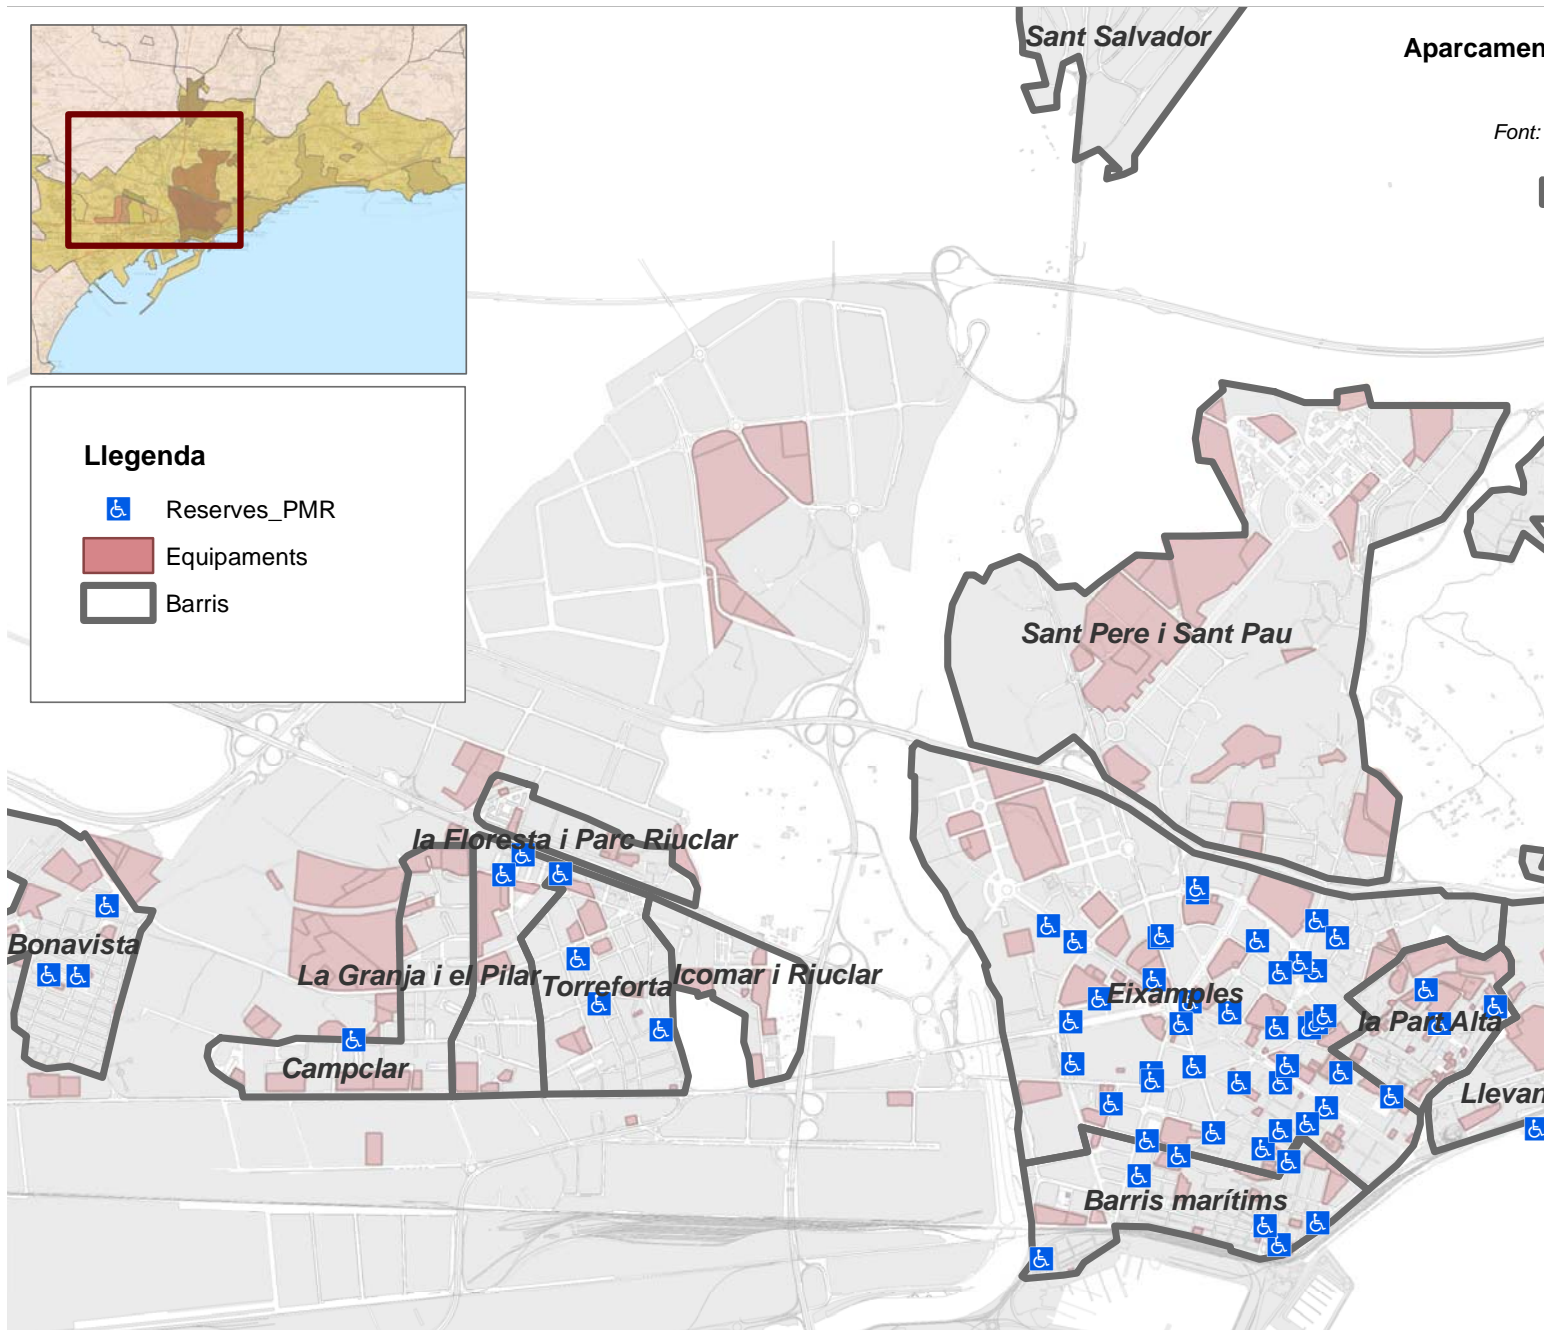 Sant Salvador
Aparcamen
Font:
Llegenda
Reserves_PMR
Equipaments
Barris
Sant Pere i Sant Pau
la Floresta i Parc Riuclar
Bonavista
La Granja i el Pilar
Torreforta
Icomar i Riuclar
Eixamples
la Part Alta
Campclar
Llevan
Barris marítims